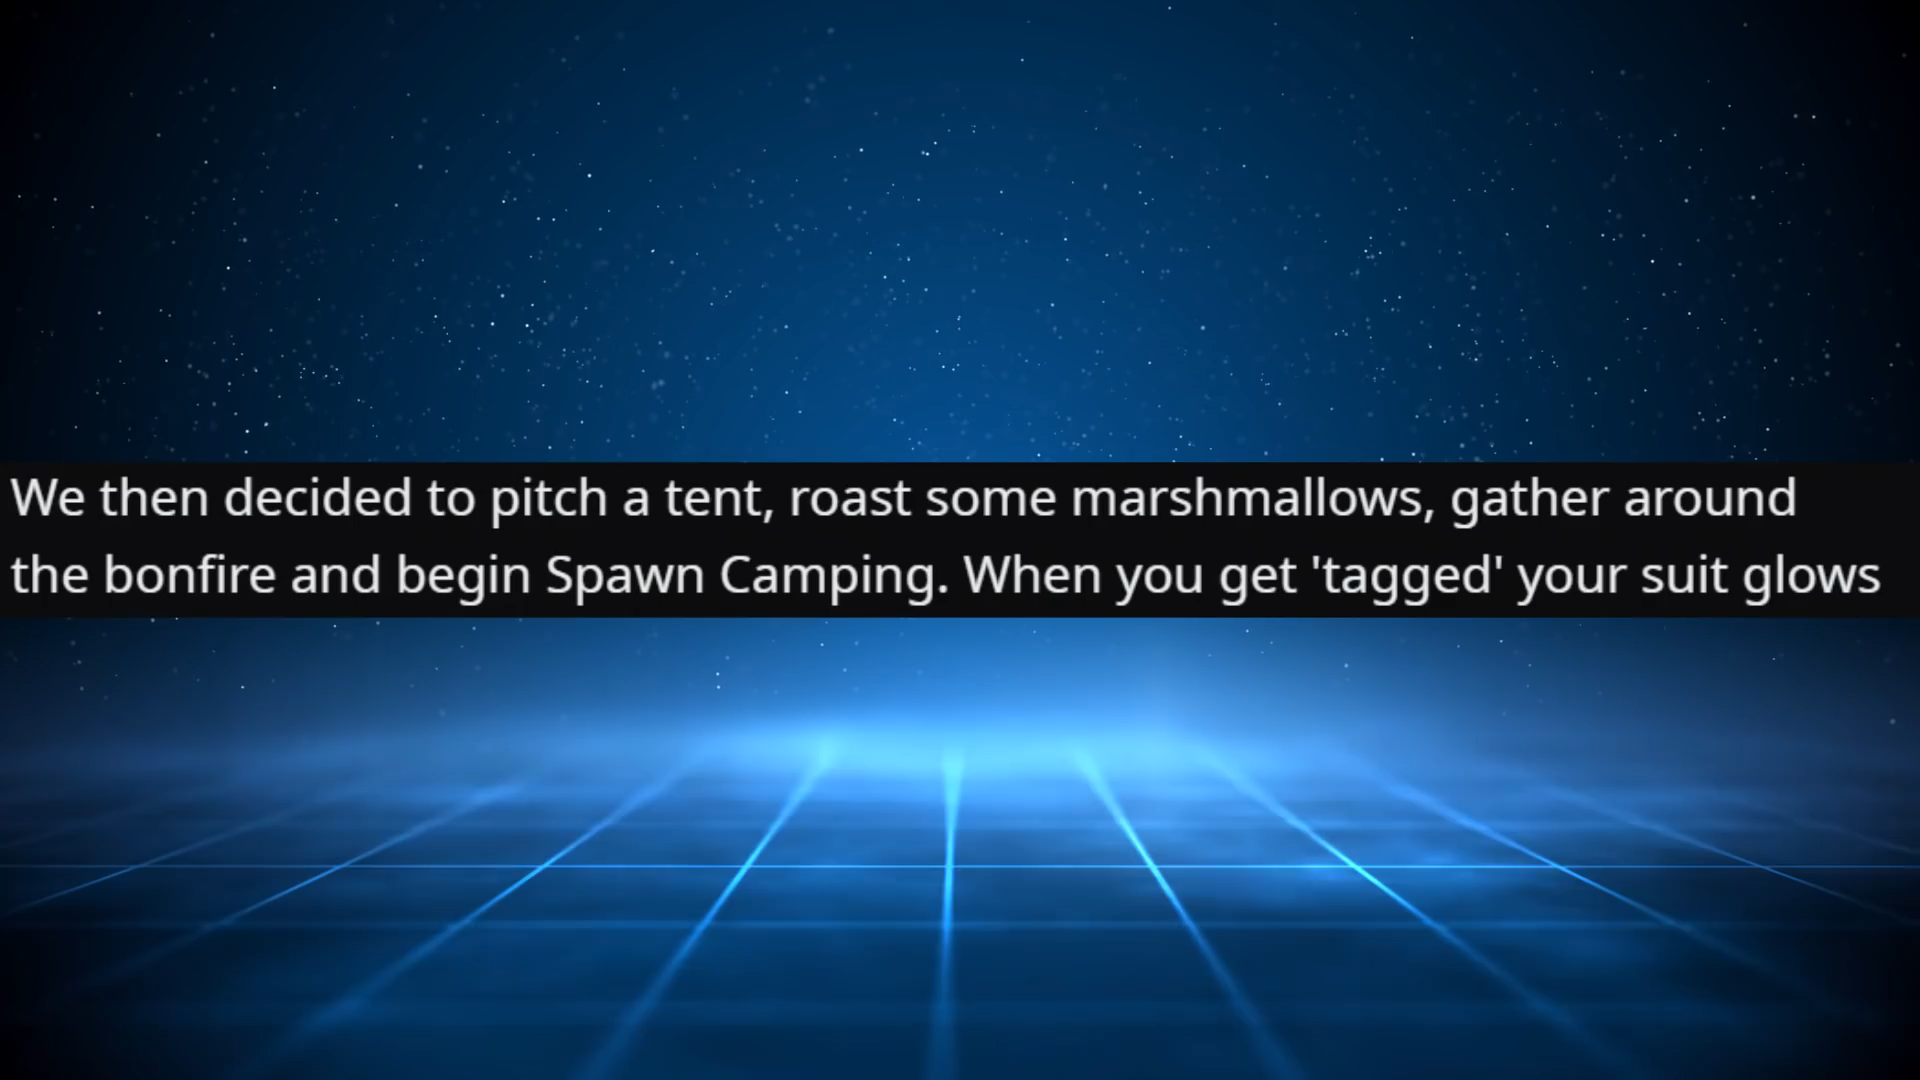 We then decided to pitch a tent, roast some marshmallows, gather around
the bonfire and begin Spawn Camping. When you get 'tagged' your suit glows